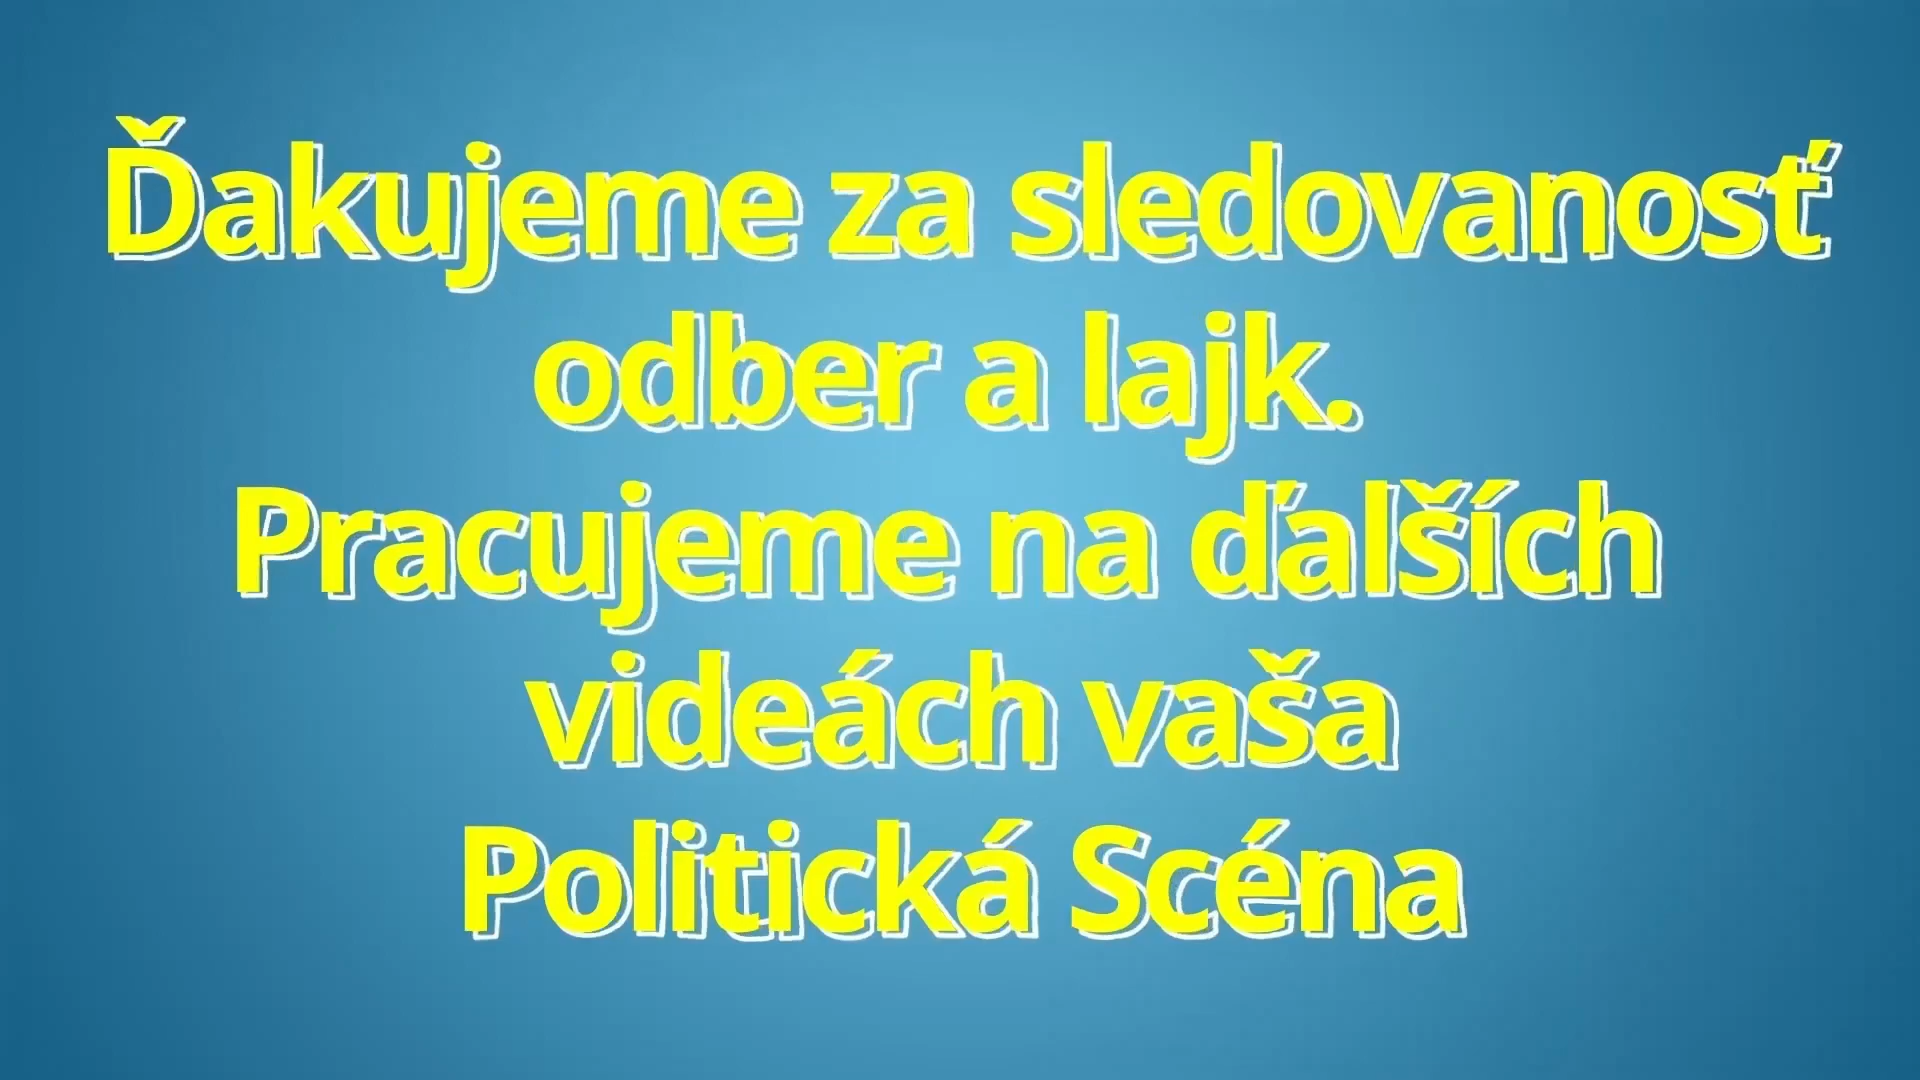 Ďakujeme za sledovanosť
odber a lajk.
Pracujeme na ďalších
videách vaša
Politická Scéna